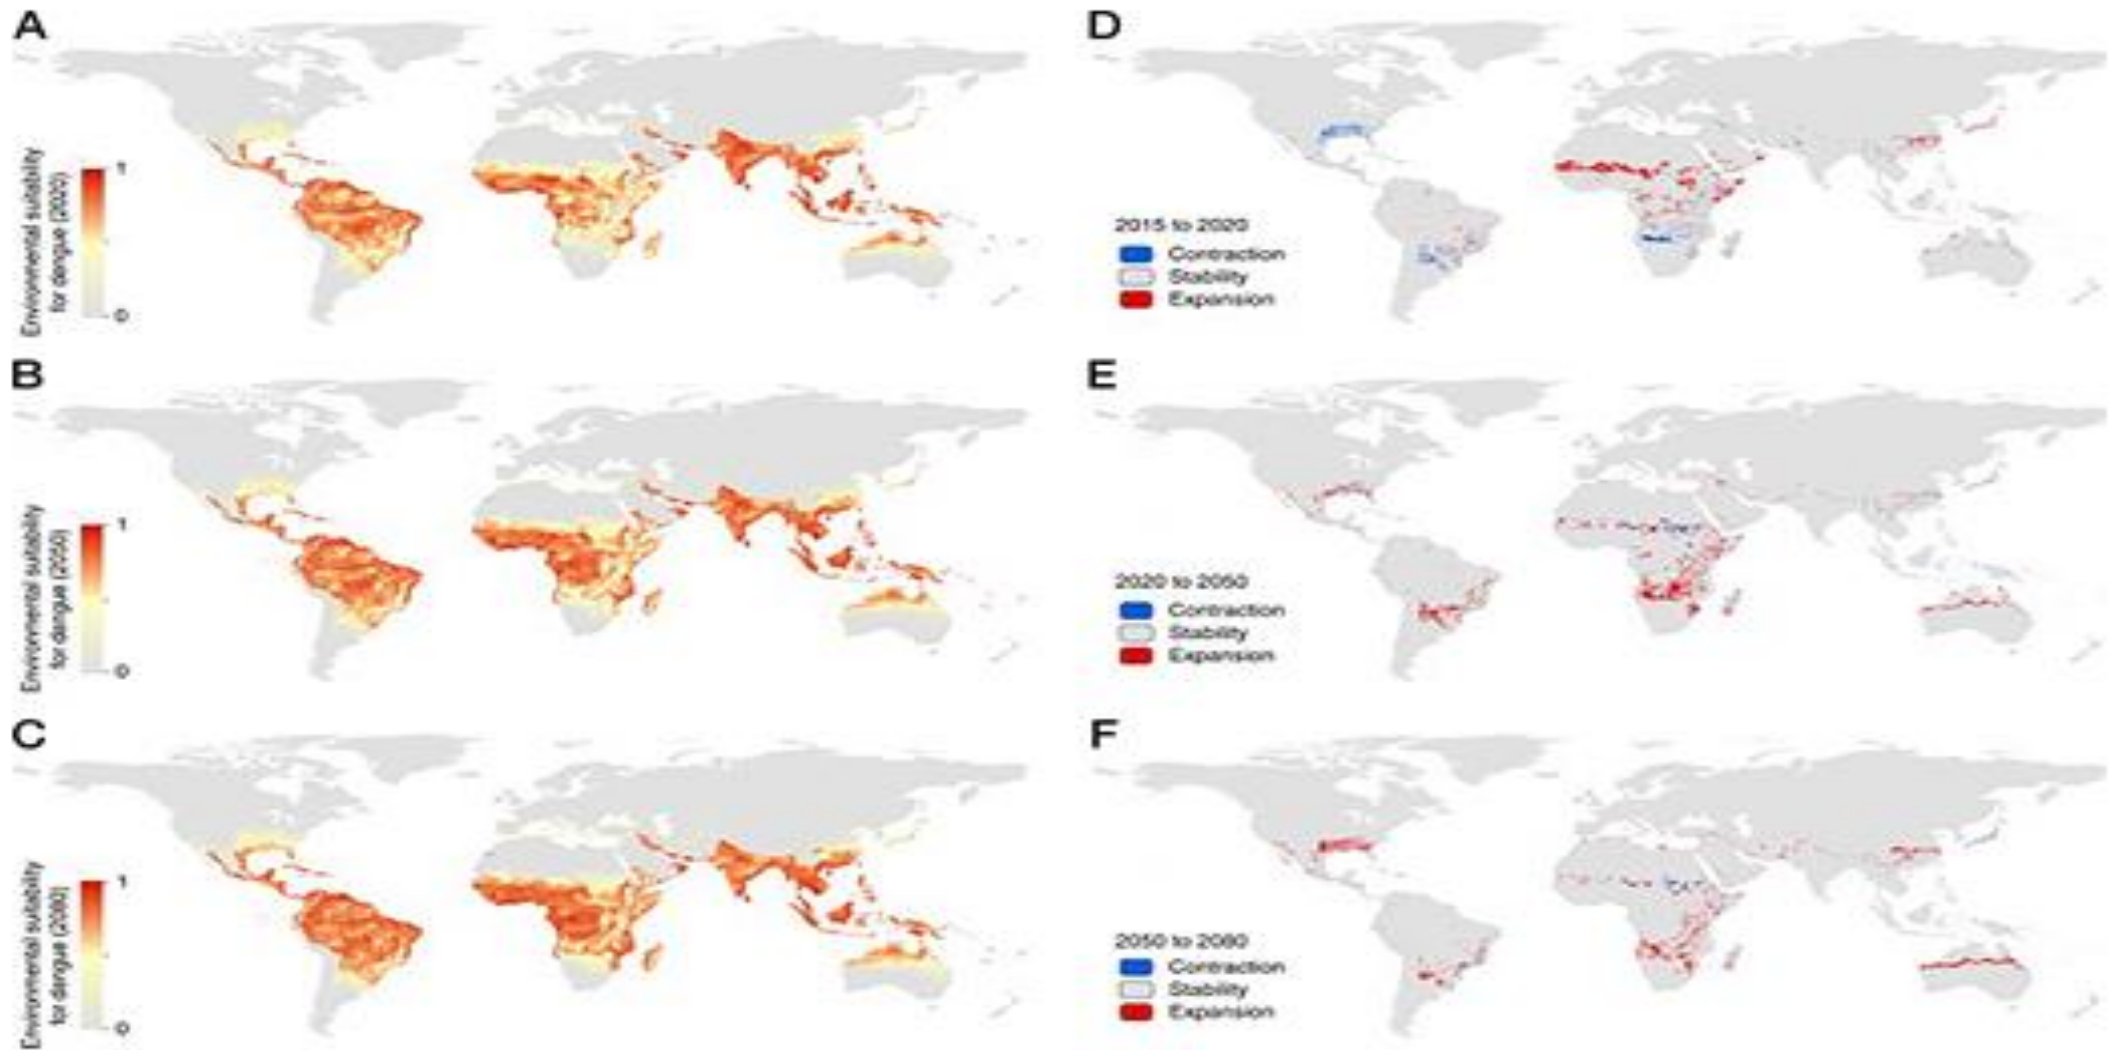 A
Environmental suitability
for dengue (2020)
1
0
D
2015 to 2020
Contraction
Stability
Expansion
B
Environmental suitability
for dengue (2050)
1
0
E
2020 to 2050
Contraction
Stability
Expansion
C
Environmental suitability
for dengue (2080)
1
0
F
2050 to 2080
Contraction
Stability
Expansion